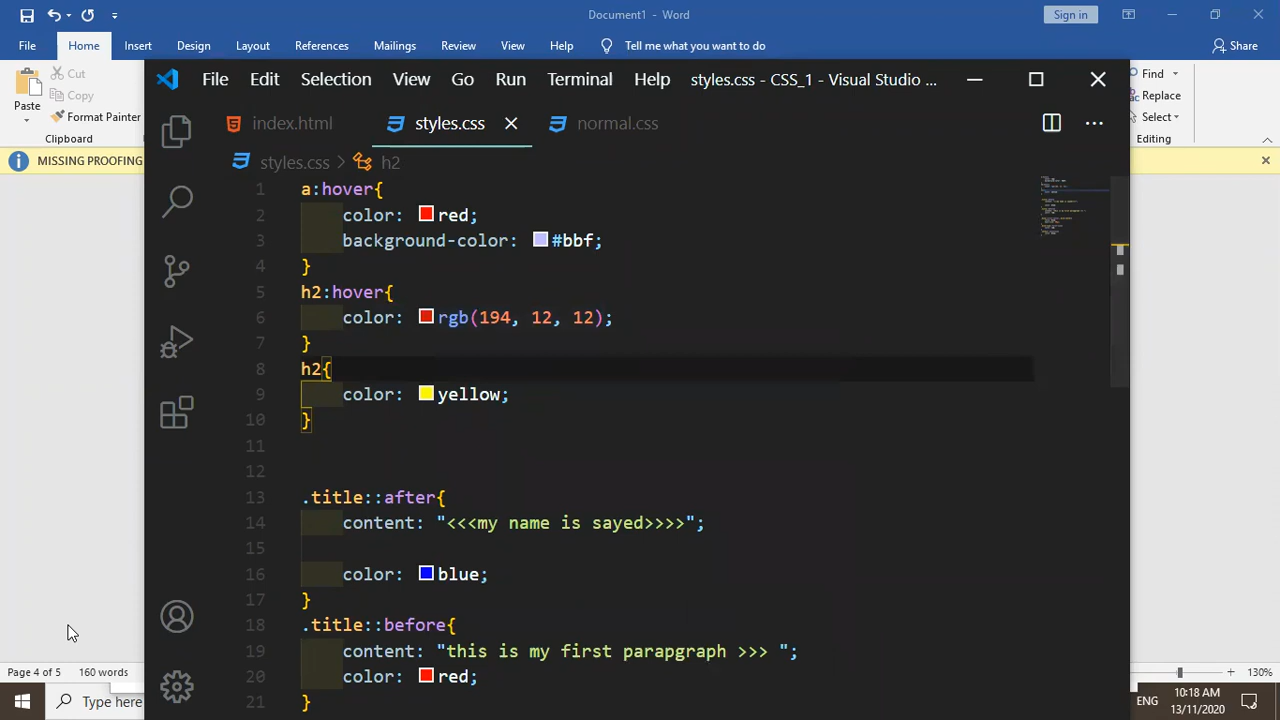 Document1 - Word
Sign in
File Home Insert Design Layout References Mailings Review View Help Tell me what you want to do Share
Paste
Cut
Copy
Format Painter
Clipboard
Find
Replace
Select
Editing
MISSING PROOFING
File Edit Selection View Go Run Terminal Help styles.css - CSS_1 - Visual Studio ...
index.html styles.css normal.css
styles.css > h2
1 a:hover{
2 color: red;
3 background-color: #bbf;
4 }
5 h2:hover{
6 color: rgb(194, 12, 12);
7 }
8 h2{
9 color: yellow;
10 }
11
12
13 .title::after{
14 content: "<<<my name is sayed>>>>";
15
16 color: blue;
17 }
18 .title::before{
19 content: "this is my first parapgraph >>> ";
20 color: red;
21 }
Page 4 of 5 160 words
130%
Type here
ENG
10:18 AM
13/11/2020